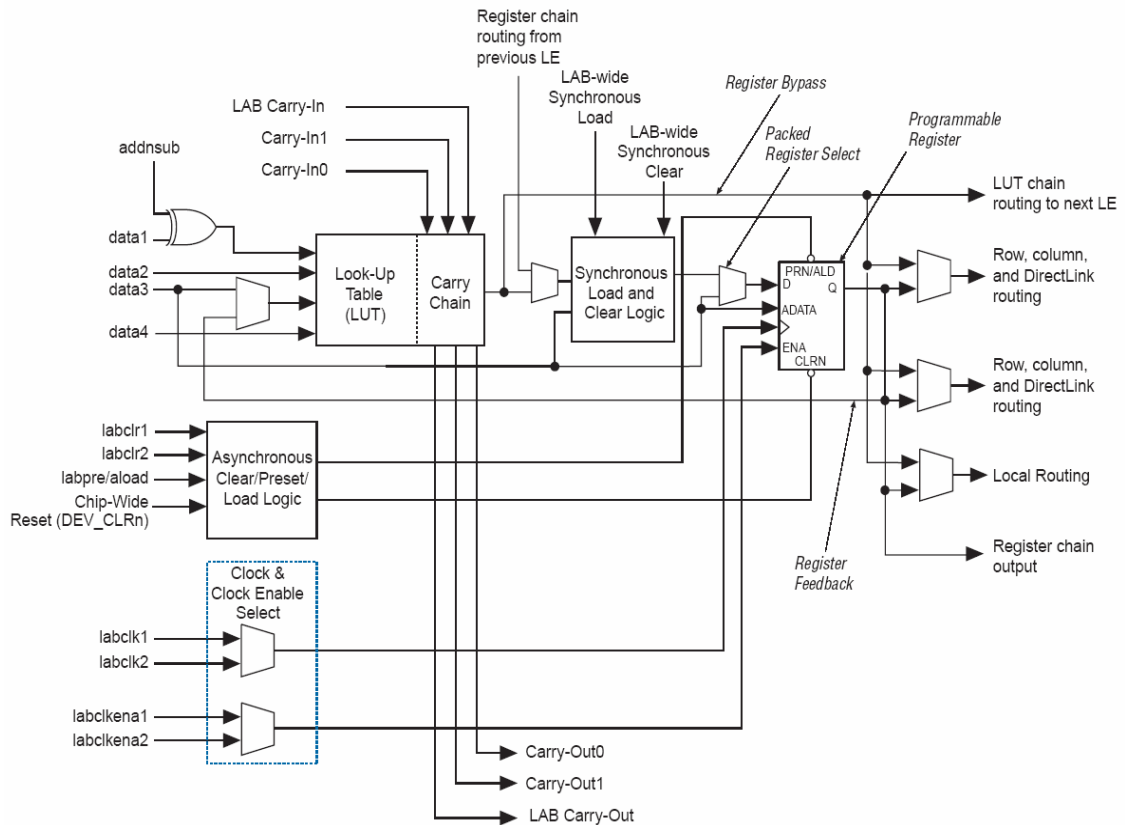 Register chain
routing from
previous LE
LAB-wide
Synchronous
Load
Register Bypass
LAB-wide
Synchronous
Clear
Packed
Register Select
Programmable
Register
LAB Carry-In
Carry-In1
Carry-In0
addnsub
data1
data2
data3
data4
Look-Up
Table
(LUT)
Carry
Chain
Synchronous
Load and
Clear Logic
PRN/ALD
D
Q
ADATA
ENA
CLRN
LUT chain
routing to next LE
Row, column,
and DirectLink
routing
Row, column,
and DirectLink
routing
Local Routing
Register chain
output
Register
Feedback
labclr1
labclr2
labpre/aload
Chip-Wide
Reset (DEV_CLRn)
Asynchronous
Clear/Preset/
Load Logic
Clock &
Clock Enable
Select
labclk1
labclk2
labclkena1
labclkena2
Carry-Out0
Carry-Out1
LAB Carry-Out